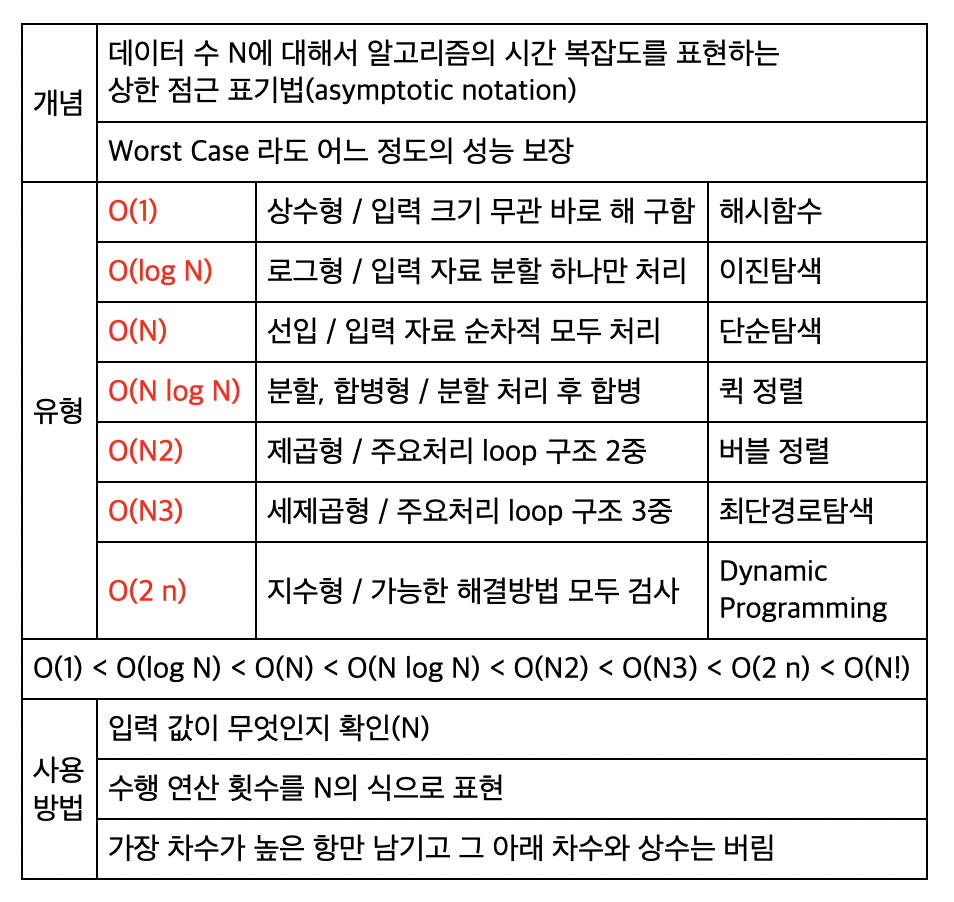 개념
데이터 수 N에 대해서 알고리즘의 시간 복잡도를 표현하는
상한 점근 표기법(asymptotic notation)
Worst Case 라도 어느 정도의 성능 보장
유형
O(1)
상수형 / 입력 크기 무관 바로 해 구함
해시함수
O(log N)
로그형 / 입력 자료 분할 하나만 처리
이진탐색
O(N)
선입 / 입력 자료 순차적 모두 처리
단순탐색
O(N log N)
분할, 합병형 / 분할 처리 후 합병
퀵 정렬
O(N2)
제곱형 / 주요처리 loop 구조 2중
버블 정렬
O(N3)
세제곱형 / 주요처리 loop 구조 3중
최단경로탐색
O(2 n)
지수형 / 가능한 해결방법 모두 검사
Dynamic
Programming
O(1) < O(log N) < O(N) < O(N log N) < O(N2) < O(N3) < O(2 n) < O(N!)
사용
방법
입력 값이 무엇인지 확인(N)
수행 연산 횟수를 N의 식으로 표현
가장 차수가 높은 항만 남기고 그 아래 차수와 상수는 버림